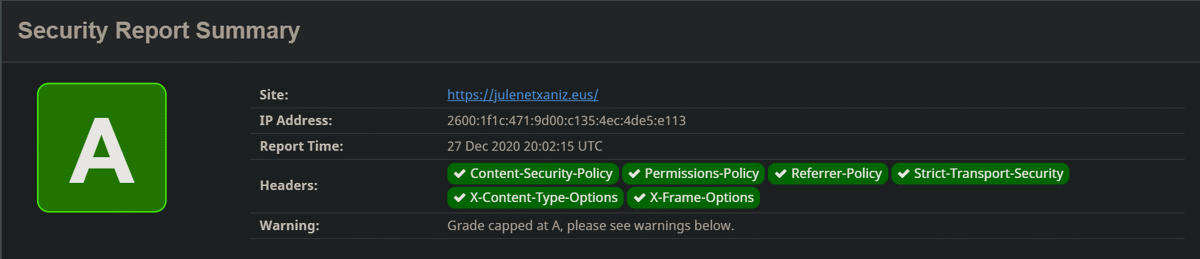 Security Report Summary
A
Site: https://julenetxaniz.eus/
IP Address: 2600:1f1c:471:9d00:c135:4ec:4de5:e113
Report Time: 27 Dec 2020 20:02:15 UTC
Headers: ✔ Content-Security-Policy ✔ Permissions-Policy ✔ Referrer-Policy ✔ Strict-Transport-Security
✔ X-Content-Type-Options ✔ X-Frame-Options
Warning: Grade capped at A, please see warnings below.